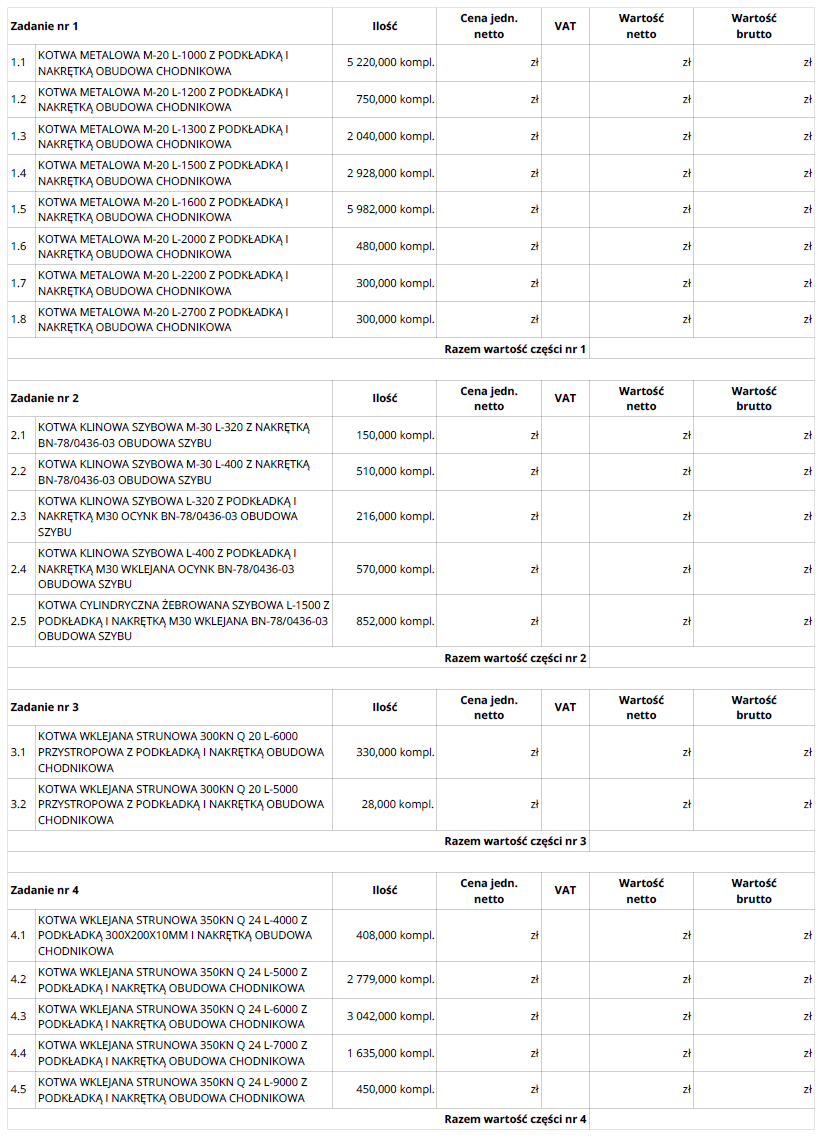 Zadanie nr 1 Ilość Cena jedn. netto VAT Wartość netto Wartość brutto
1.1 KOTWA METALOWA M-20 L-1000 Z PODKŁADKĄ I
NAKRĘTKĄ OBUDOWA CHODNIKOWA 5 220,000 kompl. zł zł zł
1.2 KOTWA METALOWA M-20 L-1200 Z PODKŁADKĄ I
NAKRĘTKĄ OBUDOWA CHODNIKOWA 750,000 kompl. zł zł zł
1.3 KOTWA METALOWA M-20 L-1300 Z PODKŁADKĄ I
NAKRĘTKĄ OBUDOWA CHODNIKOWA 2 040,000 kompl. zł zł zł
1.4 KOTWA METALOWA M-20 L-1500 Z PODKŁADKĄ I
NAKRĘTKĄ OBUDOWA CHODNIKOWA 2 928,000 kompl. zł zł zł
1.5 KOTWA METALOWA M-20 L-1600 Z PODKŁADKĄ I
NAKRĘTKĄ OBUDOWA CHODNIKOWA 5 982,000 kompl. zł zł zł
1.6 KOTWA METALOWA M-20 L-2000 Z PODKŁADKĄ I
NAKRĘTKĄ OBUDOWA CHODNIKOWA 480,000 kompl. zł zł zł
1.7 KOTWA METALOWA M-20 L-2200 Z PODKŁADKĄ I
NAKRĘTKĄ OBUDOWA CHODNIKOWA 300,000 kompl. zł zł zł
1.8 KOTWA METALOWA M-20 L-2700 Z PODKŁADKĄ I
NAKRĘTKĄ OBUDOWA CHODNIKOWA 300,000 kompl. zł zł zł
Razem wartość części nr 1
Zadanie nr 2 Ilość Cena jedn. netto VAT Wartość netto Wartość brutto
2.1 KOTWA KLINOWA SZYBOWA M-30 L-320 Z NAKRĘTKĄ
BN-78/0436-03 OBUDOWA SZYBU 150,000 kompl. zł zł zł
2.2 KOTWA KLINOWA SZYBOWA M-30 L-400 Z NAKRĘTKĄ
BN-78/0436-03 OBUDOWA SZYBU 510,000 kompl. zł zł zł
2.3 KOTWA KLINOWA SZYBOWA L-320 Z PODKŁADKĄ I
NAKRĘTKĄ M30 OCYNK BN-78/0436-03 OBUDOWA
SZYBU 216,000 kompl. zł zł zł
2.4 KOTWA KLINOWA SZYBOWA L-400 Z PODKŁADKĄ I
NAKRĘTKĄ M30 WKLEJANA OCYNK BN-78/0436-03
OBUDOWA SZYBU 570,000 kompl. zł zł zł
2.5 KOTWA CYLINDRYCZNA ŻEBROWANA SZYBOWA L-1500 Z
PODKŁADKĄ I NAKRĘTKĄ M30 WKLEJANA BN-78/0436-03
OBUDOWA SZYBU 852,000 kompl. zł zł zł
Razem wartość części nr 2
Zadanie nr 3 Ilość Cena jedn. netto VAT Wartość netto Wartość brutto
3.1 KOTWA WKLEJANA STRUNOWA 300KN Q 20 L-6000
PRZYSTROPOWA Z PODKŁADKĄ I NAKRĘTKĄ OBUDOWA
CHODNIKOWA 330,000 kompl. zł zł zł
3.2 KOTWA WKLEJANA STRUNOWA 300KN Q 20 L-5000
PRZYSTROPOWA Z PODKŁADKĄ I NAKRĘTKĄ OBUDOWA
CHODNIKOWA 28,000 kompl. zł zł zł
Razem wartość części nr 3
Zadanie nr 4 Ilość Cena jedn. netto VAT Wartość netto Wartość brutto
4.1 KOTWA WKLEJANA STRUNOWA 350KN Q 24 L-4000 Z
PODKŁADKĄ 300X200X10MM I NAKRĘTKĄ OBUDOWA
CHODNIKOWA 408,000 kompl. zł zł zł
4.2 KOTWA WKLEJANA STRUNOWA 350KN Q 24 L-5000 Z
PODKŁADKĄ I NAKRĘTKĄ OBUDOWA CHODNIKOWA 2 779,000 kompl. zł zł zł
4.3 KOTWA WKLEJANA STRUNOWA 350KN Q 24 L-6000 Z
PODKŁADKĄ I NAKRĘTKĄ OBUDOWA CHODNIKOWA 3 042,000 kompl. zł zł zł
4.4 KOTWA WKLEJANA STRUNOWA 350KN Q 24 L-7000 Z
PODKŁADKĄ I NAKRĘTKĄ OBUDOWA CHODNIKOWA 1 635,000 kompl. zł zł zł
4.5 KOTWA WKLEJANA STRUNOWA 350KN Q 24 L-9000 Z
PODKŁADKĄ I NAKRĘTKĄ OBUDOWA CHODNIKOWA 450,000 kompl. zł zł zł
Razem wartość części nr 4